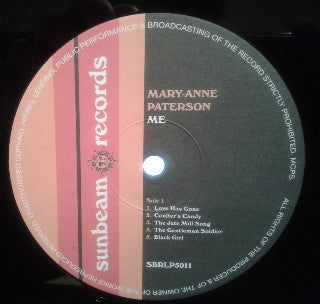 ALL RIGHTS OF THE PRODUCER & OF THE OWNER OF THE WORKS REPRODUCED RESERVED. UNAUTHORISED COPYING, HIRING, LENDING, PUBLIC PERFORMANCE & BROADCASTING OF THE RECORD STRICTLY PROHIBITED. MCPS
sunbeam records
MARY-ANNE
PATERSON
ME
Side 1
1. Love Has Gone
2. Coulter's Candy
3. The Jute Mill Song
4. The Gentleman Soldier
5. Black Girl
SBRLP5011